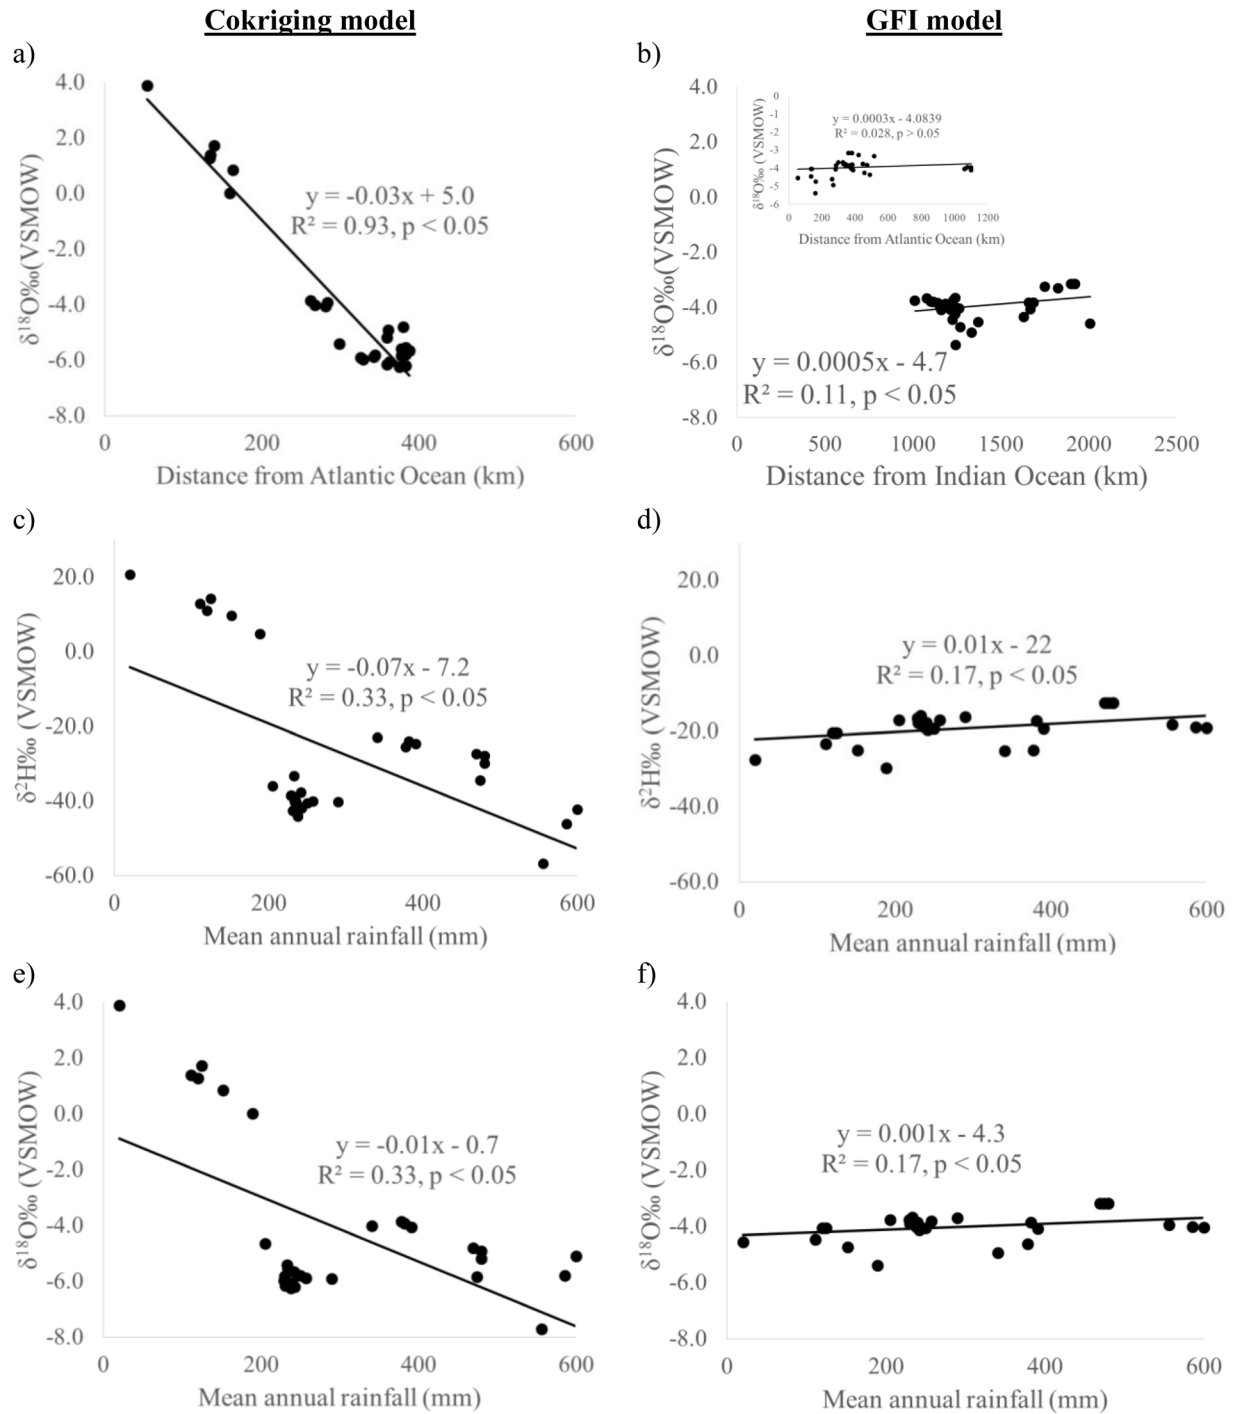 Cokriging model
GFI model
a)
4.0
2.0
0.0
-2.0
-4.0
-6.0
-8.0
δ¹⁸O‰(VSMOW)
y = -0.03x + 5.0
R² = 0.93, p < 0.05
0 200 400 600
Distance from Atlantic Ocean (km)
b)
4.0
2.0
0.0
-2.0
-4.0
-6.0
-8.0
δ¹⁸O‰(VSMOW)
0
-1
-2
-3
-4
-5
-6
δ¹⁸O‰ (VSMOW)
y = 0.0003x - 4.0839
R² = 0.028, p > 0.05
0 200 400 600 800 1000 1200
Distance from Atlantic Ocean (km)
y = 0.0005x - 4.7
R² = 0.11, p < 0.05
0 500 1000 1500 2000 2500
Distance from Indian Ocean (km)
c)
20.0
0.0
-20.0
-40.0
-60.0
δ²H‰ (VSMOW)
y = -0.07x - 7.2
R² = 0.33, p < 0.05
0 200 400 600
Mean annual rainfall (mm)
d)
20.0
0.0
-20.0
-40.0
-60.0
δ²H‰ (VSMOW)
y = 0.01x - 22
R² = 0.17, p < 0.05
0 200 400 600
Mean annual rainfall (mm)
e)
4.0
2.0
0.0
-2.0
-4.0
-6.0
-8.0
δ¹⁸O‰ (VSMOW)
y = -0.01x - 0.7
R² = 0.33, p < 0.05
0 200 400 600
Mean annual rainfall (mm)
f)
4.0
2.0
0.0
-2.0
-4.0
-6.0
-8.0
δ¹⁸O‰ (VSMOW)
y = 0.001x - 4.3
R² = 0.17, p < 0.05
0 200 400 600
Mean annual rainfall (mm)